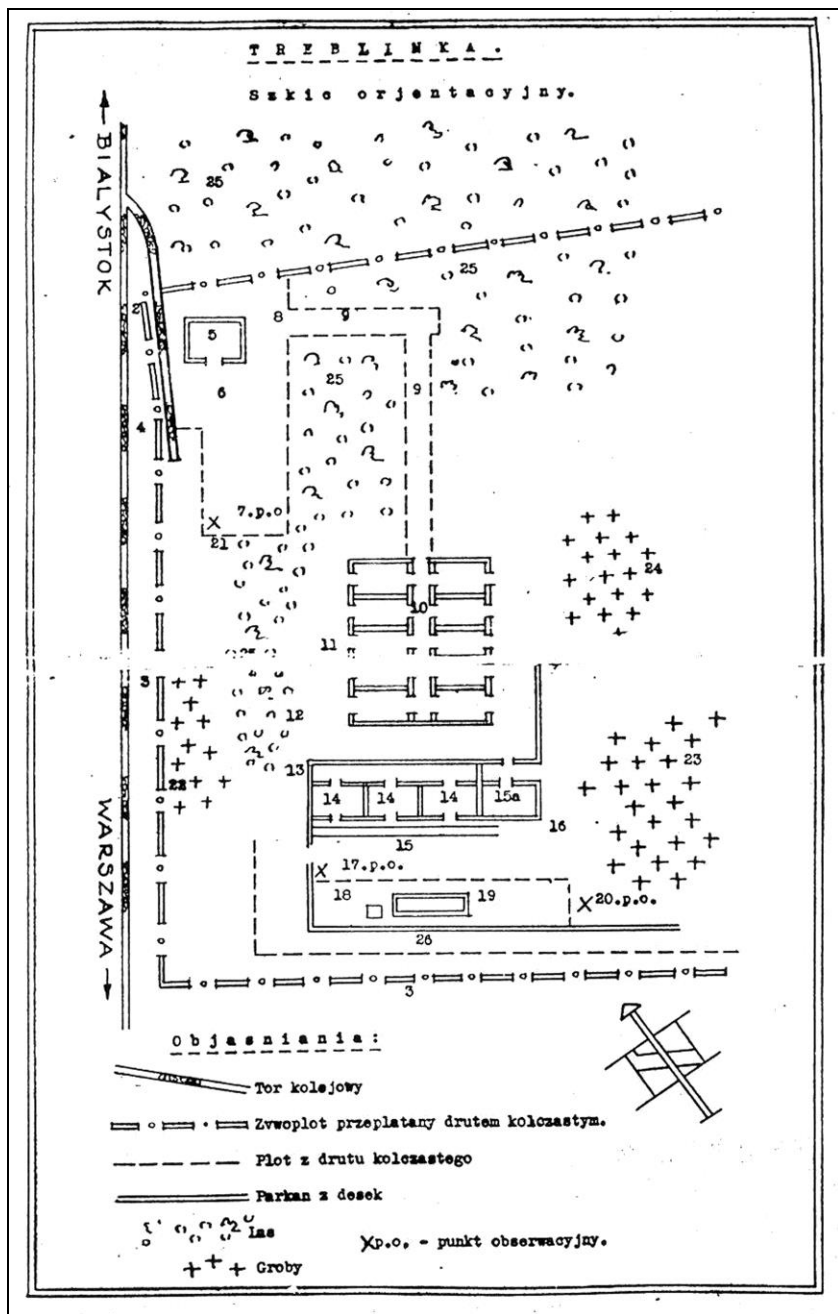 TREBLINKA.
Szkic orjentacyjny.
BIALYSTOK
25
25
2
8
9
5
25
9
6
4
7.p.o
21
24
10
11
3
12
23
22
13
14
14
14
15a
16
15
17.p.o.
18
19
20.p.o.
WARSZAWA
26
3
Objasniania:
Tor kolejowy
Zywoplot przeplatany drutem kolczastym.
Plot z drutu kolczastego
Parkan z desek
Las
Xp.o. - punkt obserwacyjny.
Groby